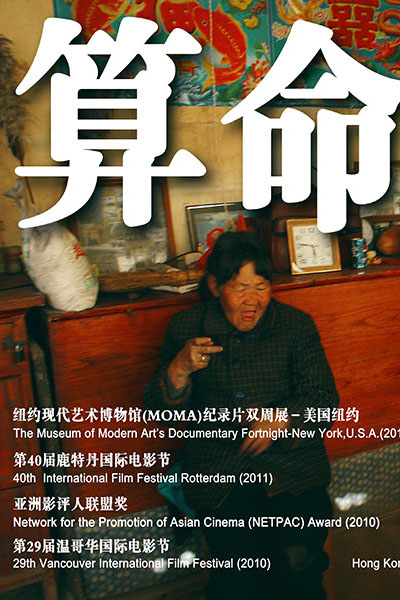 算命
纽约现代艺术博物馆(MOMA)纪录片双周展－美国纽约
The Museum of Modern Art's Documentary Fortnight-New York,U.S.A.(201
第40届鹿特丹国际电影节
40th International Film Festival Rotterdam (2011)
亚洲影评人联盟奖
Network for the Promotion of Asian Cinema (NETPAC) Award (2010)
第29届温哥华国际电影节
29th Vancouver International Film Festival (2010)
Hong Kon